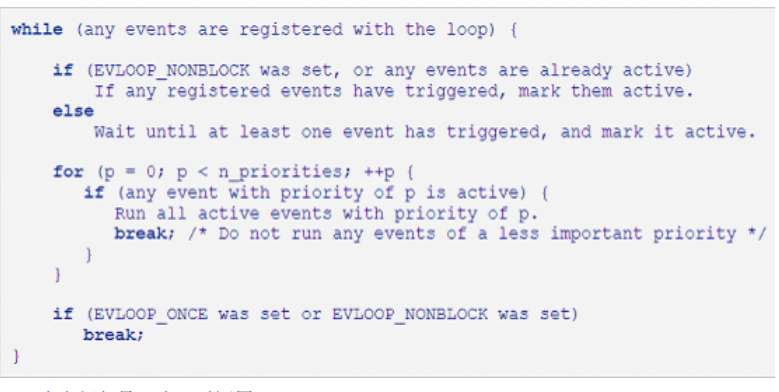 while (any events are registered with the loop) {
if (EVLOOP_NONBLOCK was set, or any events are already active)
If any registered events have triggered, mark them active.
else
Wait until at least one event has triggered, and mark it active.
for (p = 0; p < n_priorities; ++p {
if (any event with priority of p is active) {
Run all active events with priority of p.
break; /* Do not run any events of a less important priority */
}
}
if (EVLOOP_ONCE was set or EVLOOP_NONBLOCK was set)
break;
}